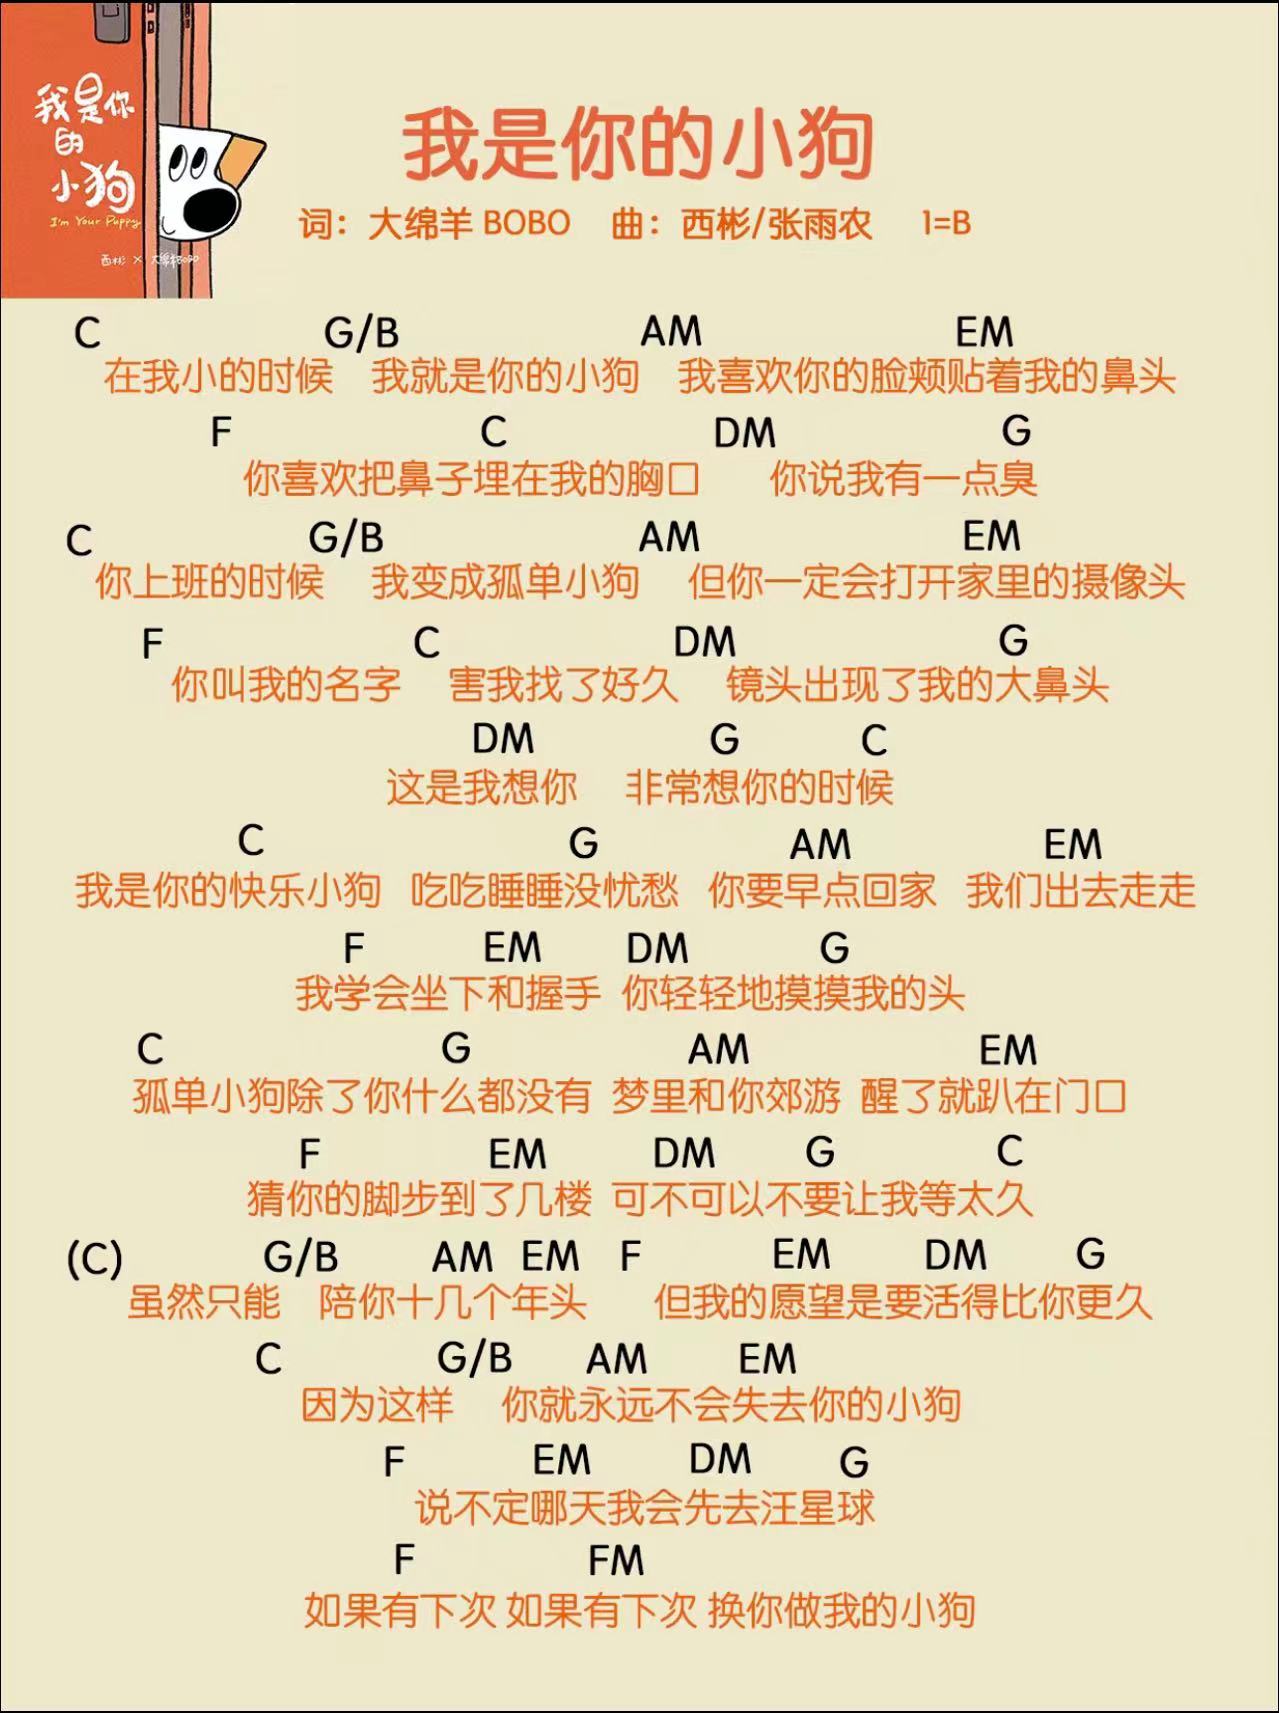 我是你
的
小狗
I'm Your Puppy
西彬 × 大绵羊BOBO
我是你的小狗
词：大绵羊 BOBO 曲：西彬/张雨农 1=B
C G/B AM EM
在我小的时候 我就是你的小狗 我喜欢你的脸颊贴着我的鼻头
F C DM G
你喜欢把鼻子埋在我的胸口 你说我有一点臭
C G/B AM EM
你上班的时候 我变成孤单小狗 但你一定会打开家里的摄像头
F C DM G
你叫我的名字 害我找了好久 镜头出现了我的大鼻头
DM G C
这是我想你 非常想你的时候
C G AM EM
我是你的快乐小狗 吃吃睡睡没忧愁 你要早点回家 我们出去走走
F EM DM G
我学会坐下和握手 你轻轻地摸摸我的头
C G AM EM
孤单小狗除了你什么都没有 梦里和你郊游 醒了就趴在门口
F EM DM G C
猜你的脚步到了几楼 可不可以不要让我等太久
(C) G/B AM EM F EM DM G
虽然只能 陪你十几个年头 但我的愿望是要活得比你更久
C G/B AM EM
因为这样 你就永远不会失去你的小狗
F EM DM G
说不定哪天我会先去汪星球
F FM
如果有下次 如果有下次 换你做我的小狗